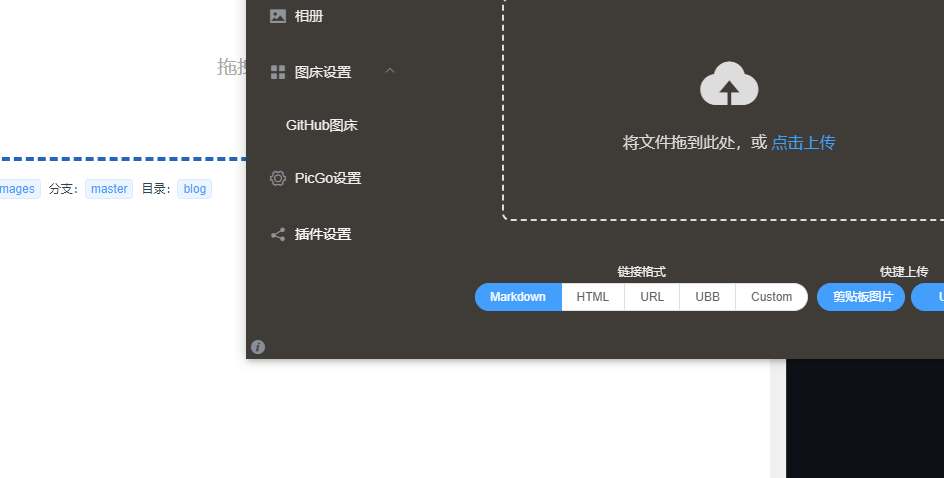 相册
拖拽
图床设置
GitHub图床
将文件拖到此处，或 点击上传
mages 分支： master 目录： blog
PicGo设置
插件设置
链接格式 快捷上传
Markdown HTML URL UBB Custom 剪贴板图片 U